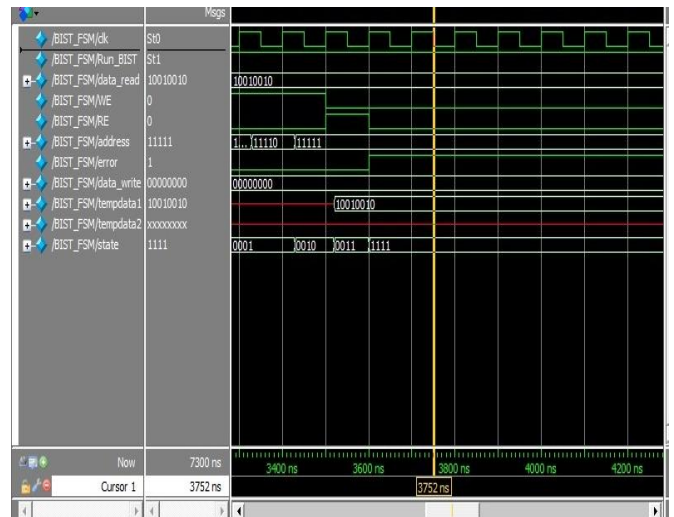 Msgs
/BIST_FSM/clk St0
/BIST_FSM/Run_BIST St1
/BIST_FSM/data_read 10010010 10010010
/BIST_FSM/WE 0
/BIST_FSM/RE 0
/BIST_FSM/address 11111 1... 11110 11111
/BIST_FSM/error 1
/BIST_FSM/data_write 00000000 00000000
/BIST_FSM/tempdata1 10010010 10010010
/BIST_FSM/tempdata2 xxxxxxxx
/BIST_FSM/state 1111 0001 0010 0011 1111
Now 7300 ns 3400 ns 3600 ns 3800 ns 4000 ns 4200 ns
Cursor 1 3752 ns 3752 ns